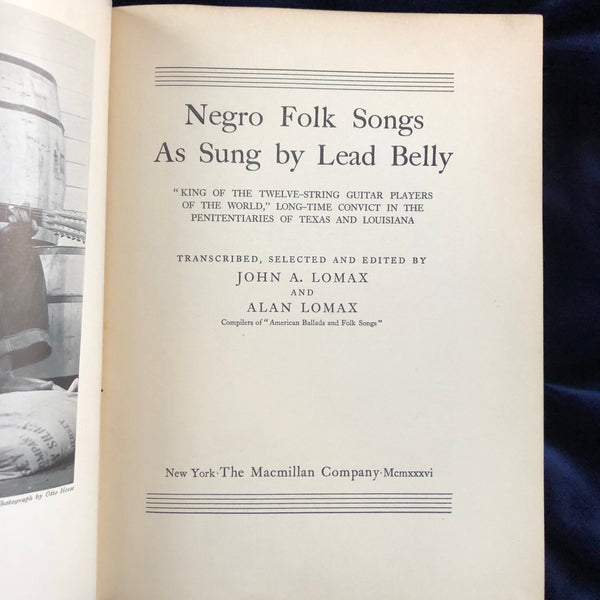 Negro Folk Songs
As Sung by Lead Belly
"KING OF THE TWELVE-STRING GUITAR PLAYERS
OF THE WORLD," LONG-TIME CONVICT IN THE
PENITENTIARIES OF TEXAS AND LOUISIANA
TRANSCRIBED, SELECTED AND EDITED BY
JOHN A. LOMAX
AND
ALAN LOMAX
Compilers of "American Ballads and Folk Songs"
New York·The Macmillan Company·Mcmxxxvi
Photograph by Otto